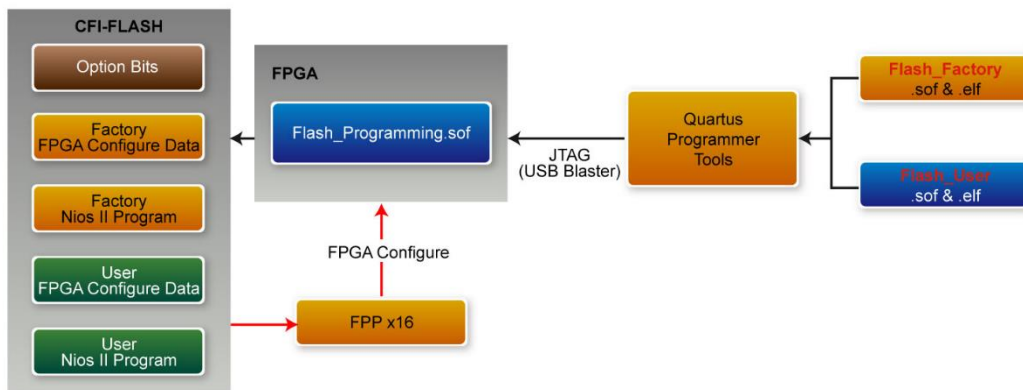 CFI-FLASH
Option Bits
Factory
FPGA Configure Data
Factory
Nios II Program
User
FPGA Configure Data
User
Nios II Program
FPGA
Flash_Programming.sof
FPGA Configure
FPP x16
JTAG
(USB Blaster)
Quartus
Programmer
Tools
Flash_Factory
.sof & .elf
Flash_User
.sof & .elf